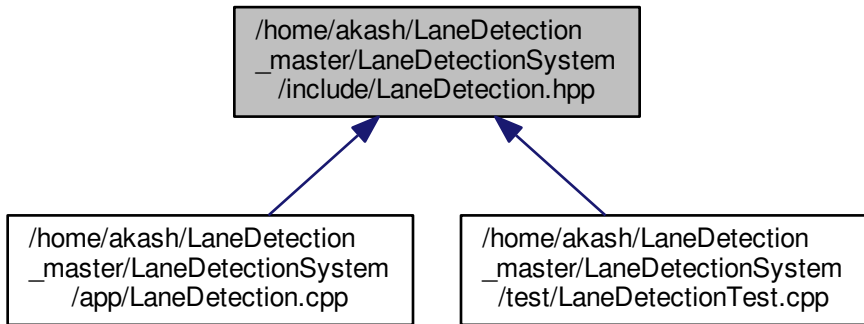 /home/akash/LaneDetection
_master/LaneDetectionSystem
/include/LaneDetection.hpp
/home/akash/LaneDetection
_master/LaneDetectionSystem
/app/LaneDetection.cpp
/home/akash/LaneDetection
_master/LaneDetectionSystem
/test/LaneDetectionTest.cpp